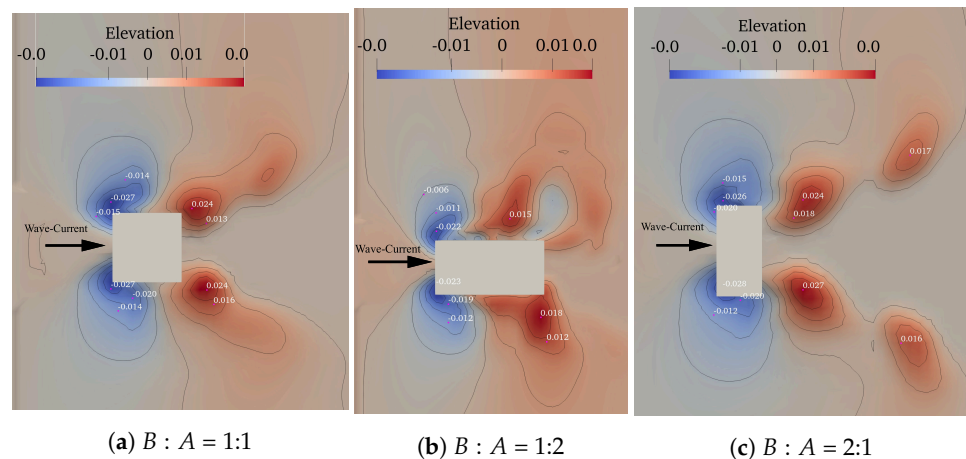 Elevation
-0.0 -0.01 0 0.01 0.0
-0.014
-0.027
-0.015
0.024
0.013
Wave-Current
-0.027
-0.020
-0.014
0.024
0.016
(a) B : A = 1:1
Elevation
-0.0 -0.01 0 0.01 0.0
-0.006
-0.011
-0.022
0.015
Wave-Current
-0.023
-0.019
-0.012
0.018
0.012
(b) B : A = 1:2
Elevation
-0.0 -0.01 0 0.01 0.0
0.017
-0.015
-0.026
-0.020
0.024
0.018
Wave-Current
-0.028
-0.020
-0.012
0.027
0.016
(c) B : A = 2:1